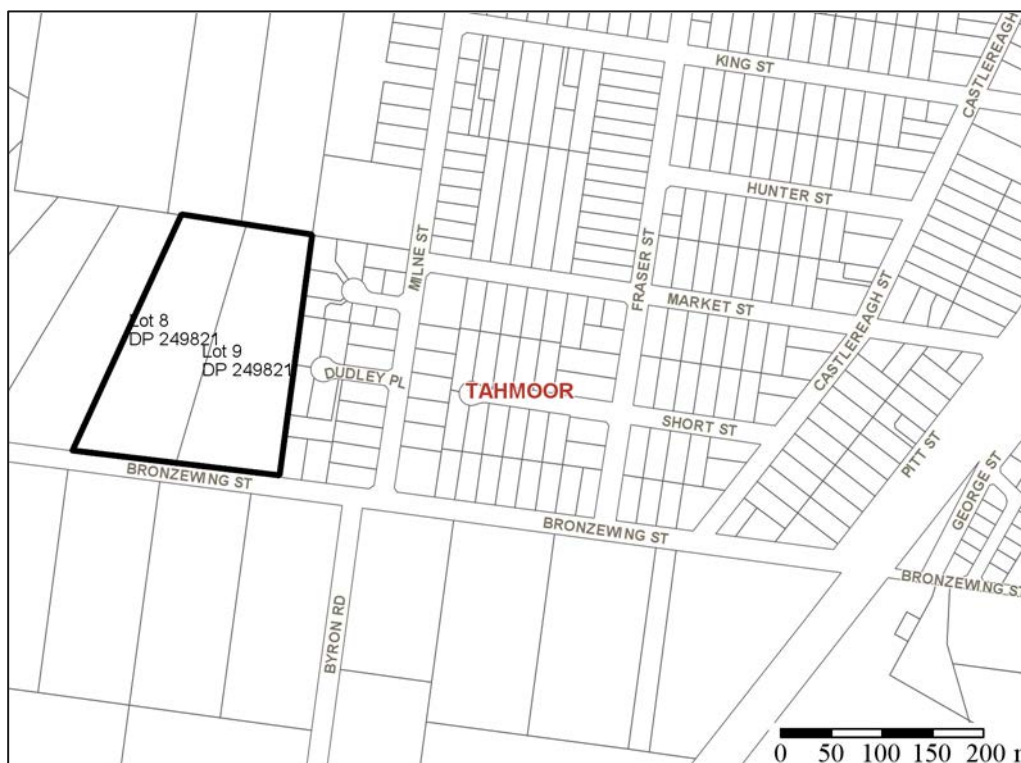 KING ST
CASTLEREAGH
HUNTER ST
MILNE ST
FRASER ST
MARKET ST
CASTLEREAGH ST
Lot 8
DP 249821
Lot 9
DP 249821
DUDLEY PL
TAHMOOR
SHORT ST
PITT ST
GEORGE ST
BRONZEWING ST
BRONZEWING ST
BRONZEWING ST
BYRON RD
0 50 100 150 200 m